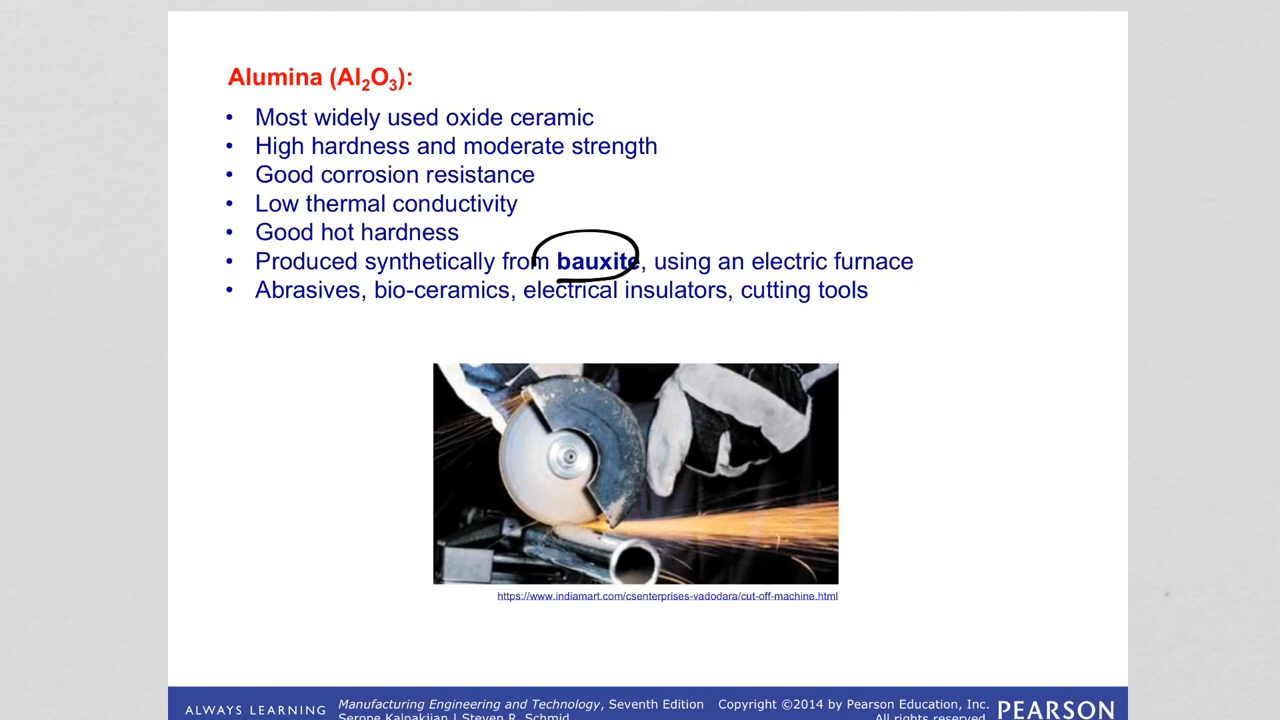 Alumina (Al₂O₃):
• Most widely used oxide ceramic
• High hardness and moderate strength
• Good corrosion resistance
• Low thermal conductivity
• Good hot hardness
• Produced synthetically from bauxite, using an electric furnace
• Abrasives, bio-ceramics, electrical insulators, cutting tools
https://www.indiamart.com/csenterprises-vadodara/cut-off-machine.html
ALWAYS LEARNING
Manufacturing Engineering and Technology, Seventh Edition
Serope Kalpakjian | Steven R. Schmid
Copyright ©2014 by Pearson Education, Inc.
All rights reserved.
PEARSON